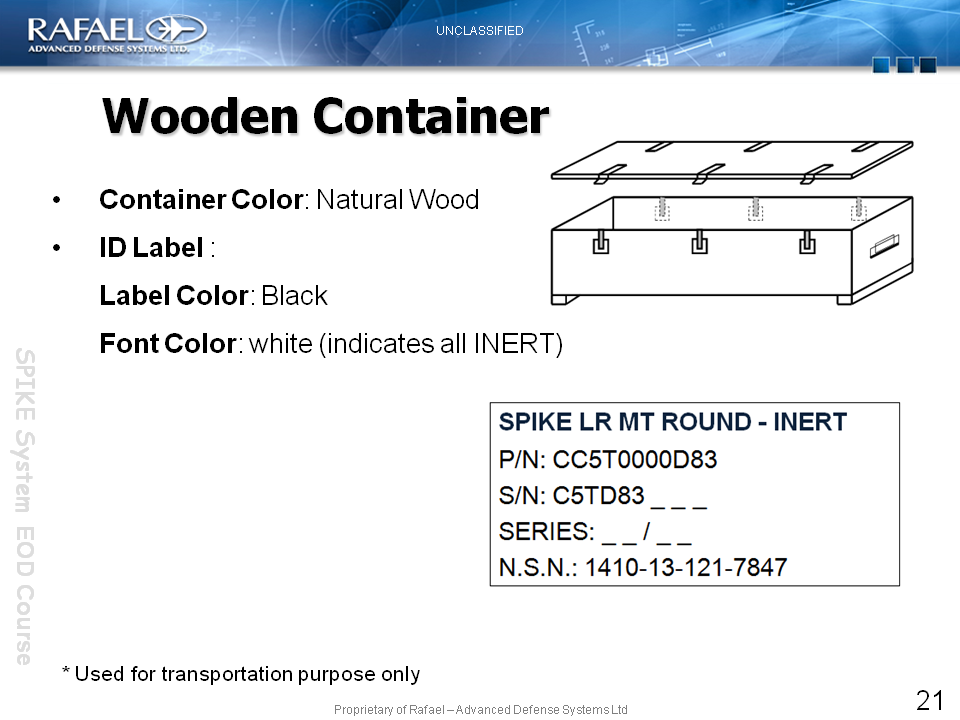 RAFAEL
ADVANCED DEFENSE SYSTEMS LTD.
UNCLASSIFIED
Wooden Container
• Container Color: Natural Wood
• ID Label :
Label Color: Black
Font Color: white (indicates all INERT)
SPIKE System EOD Course
SPIKE LR MT ROUND - INERT
P/N: CC5T0000D83
S/N: C5TD83 _ _ _
SERIES: _ _ / _ _
N.S.N.: 1410-13-121-7847
* Used for transportation purpose only
Proprietary of Rafael – Advanced Defense Systems Ltd
21